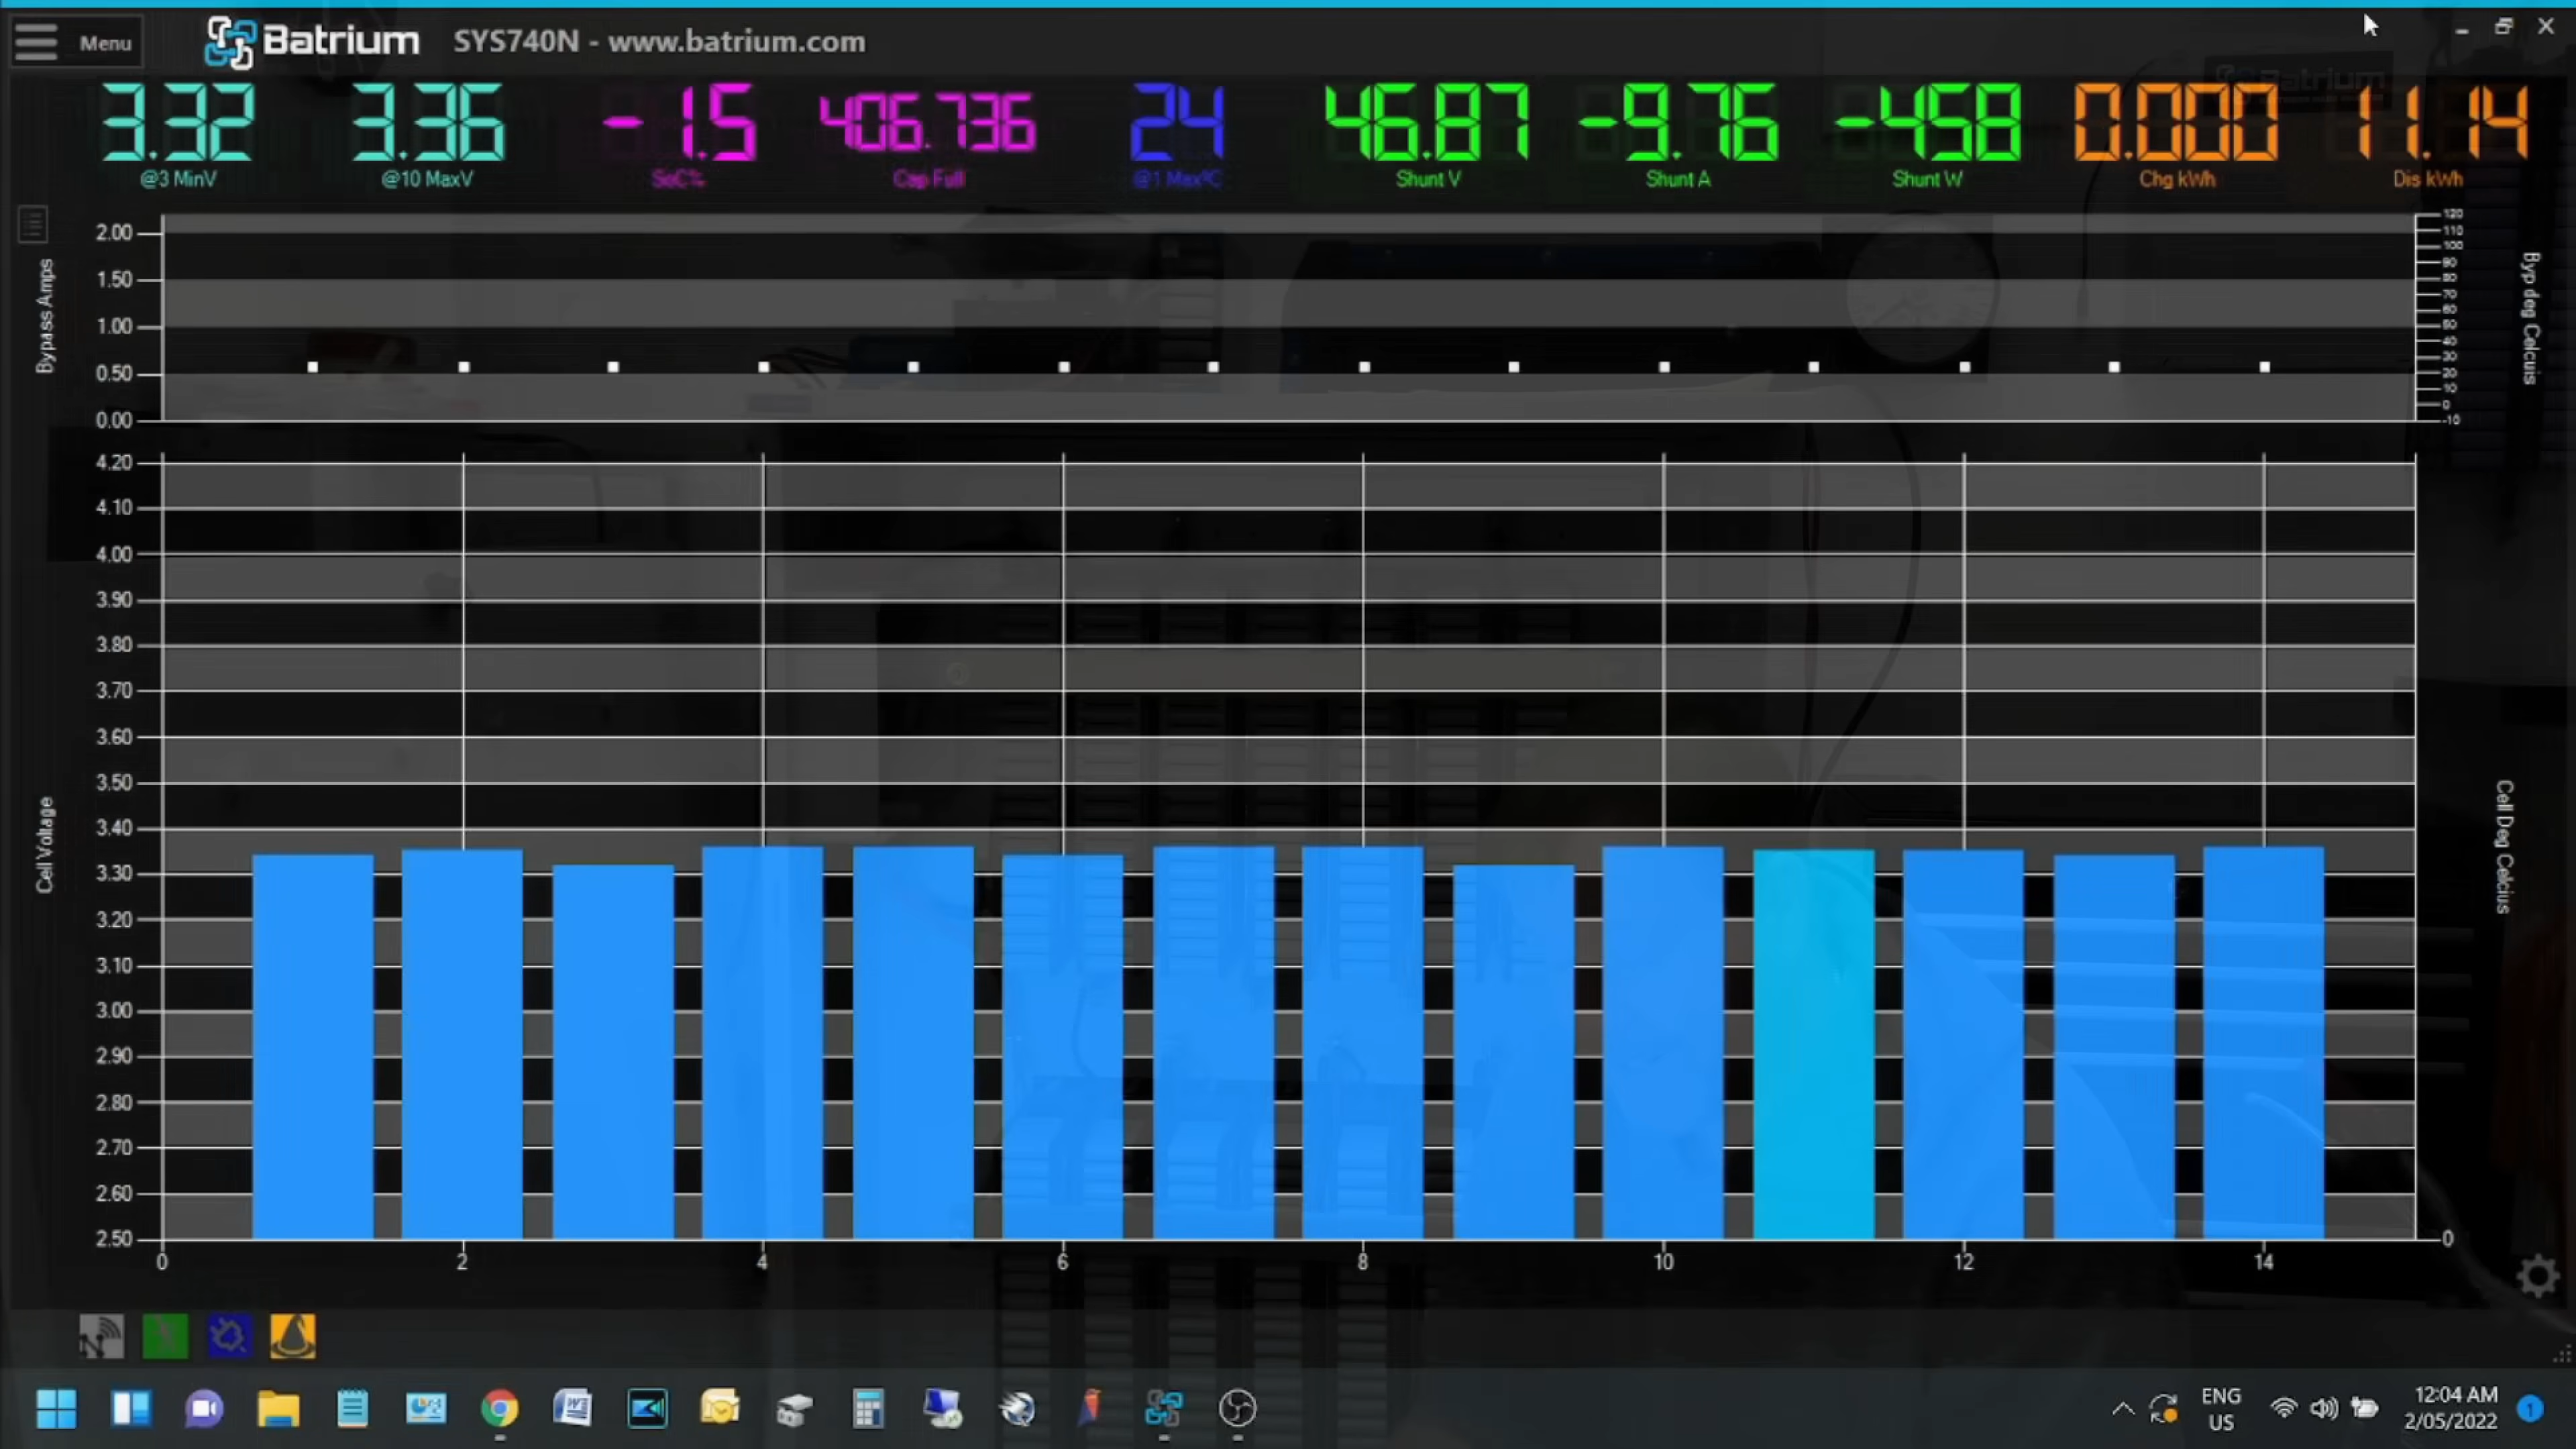 Menu
Batrium
SYS740N - www.batrium.com
3.32
3.36
-1.5
406.736
24
46.87
-9.76
-458
0.000
11.14
@3 MinV
@10 MaxV
SoC%
Cap Full
@1 Max°C
Shunt V
Shunt A
Shunt W
Chg kWh
Dis kWh
Bypass Amps
2.00
1.50
1.00
0.50
0.00
120
110
100
90
80
70
60
50
40
30
20
10
0
-10
Byp deg Celcuis
Cell Voltage
4.20
4.10
4.00
3.90
3.80
3.70
3.60
3.50
3.40
3.30
3.20
3.10
3.00
2.90
2.80
2.70
2.60
2.50
0
Cell Deg Celcius
0
2
4
6
8
10
12
14
ENG
US
12:04 AM
2/05/2022
1